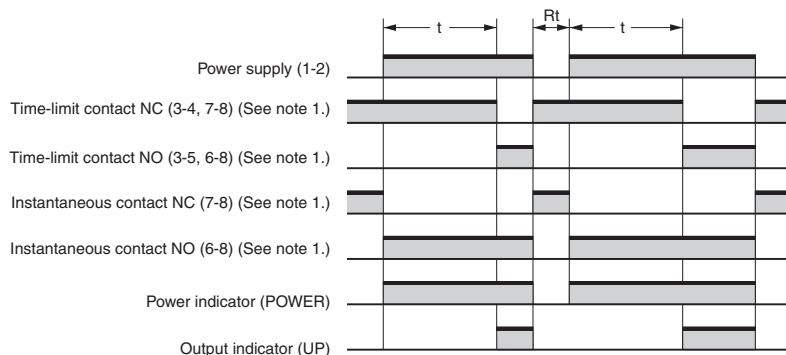 t
Rt
t
Power supply (1-2)
Time-limit contact NC (3-4, 7-8) (See note 1.)
Time-limit contact NO (3-5, 6-8) (See note 1.)
Instantaneous contact NC (7-8) (See note 1.)
Instantaneous contact NO (6-8) (See note 1.)
Power indicator (POWER)
Output indicator (UP)